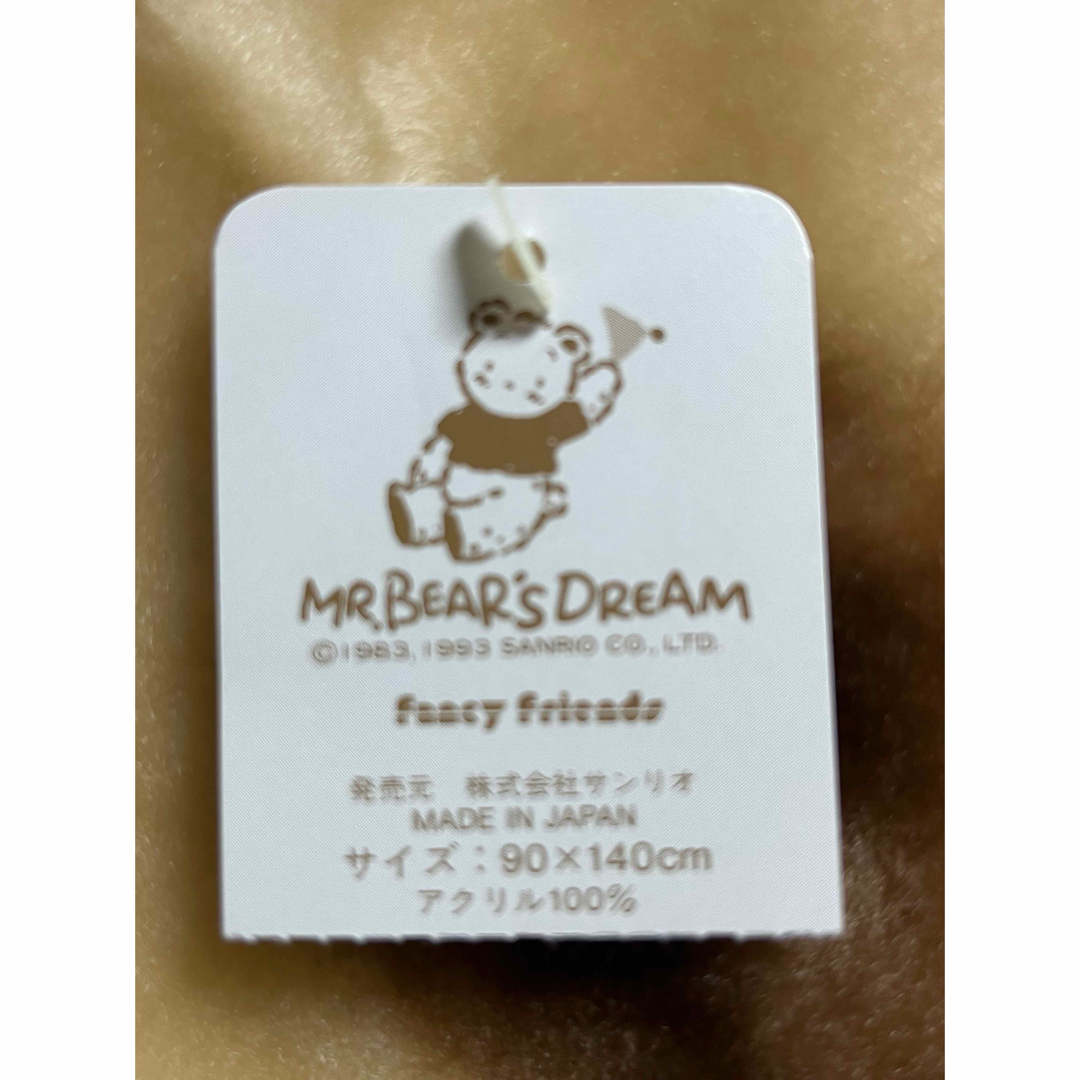 MR. BEAR'S DREAM
©1983, 1993 SANRIO CO., LTD.
fancy friends
発売元 株式会社サンリオ
MADE IN JAPAN
サイズ：90×140cm
アクリル100%